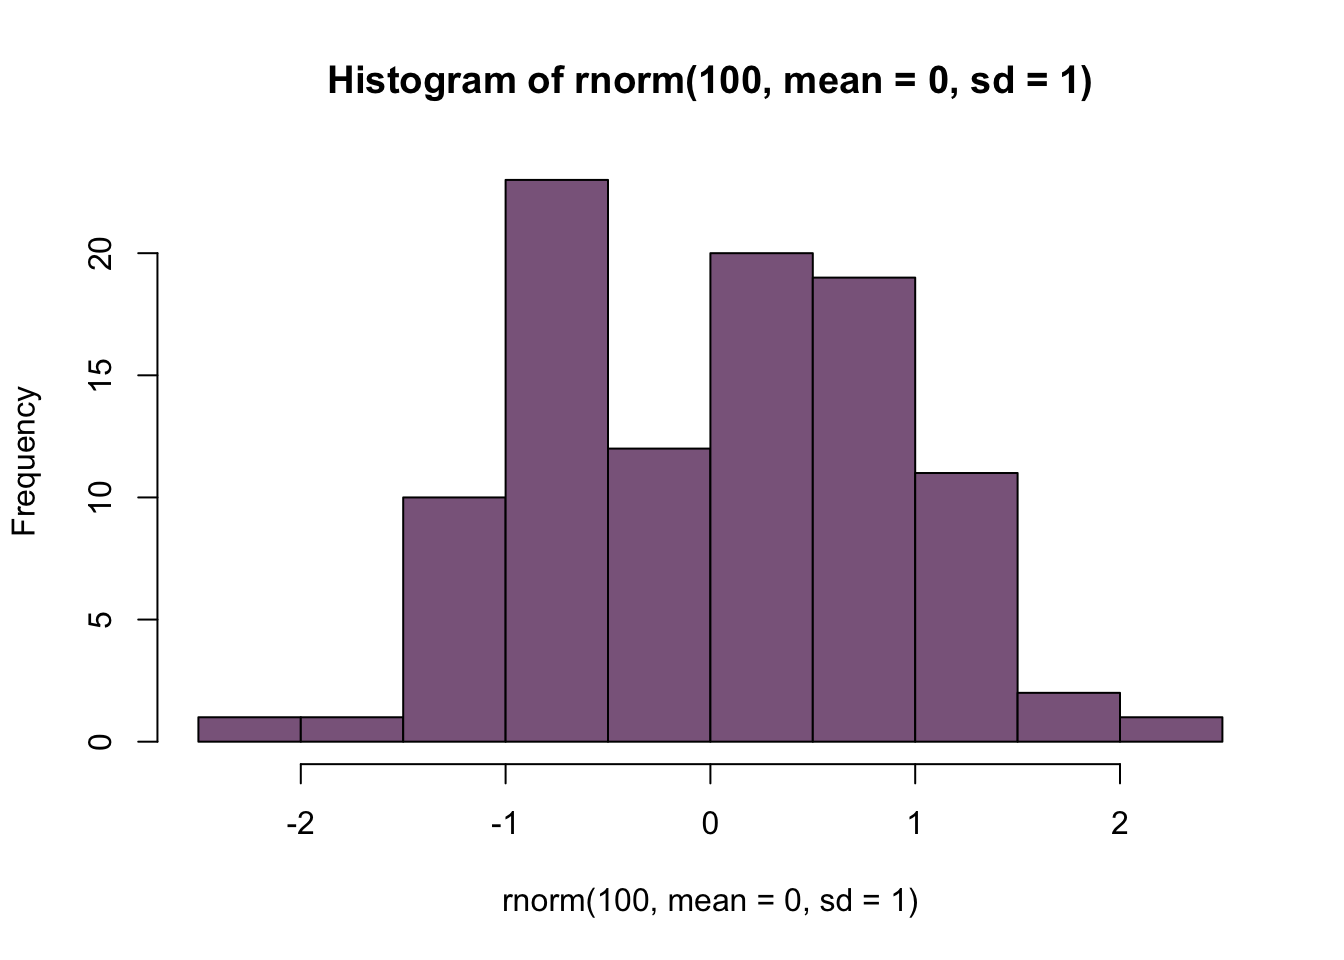 Histogram of rnorm(100, mean = 0, sd = 1)
Frequency
20
15
10
5
0
-2 -1 0 1 2
rnorm(100, mean = 0, sd = 1)